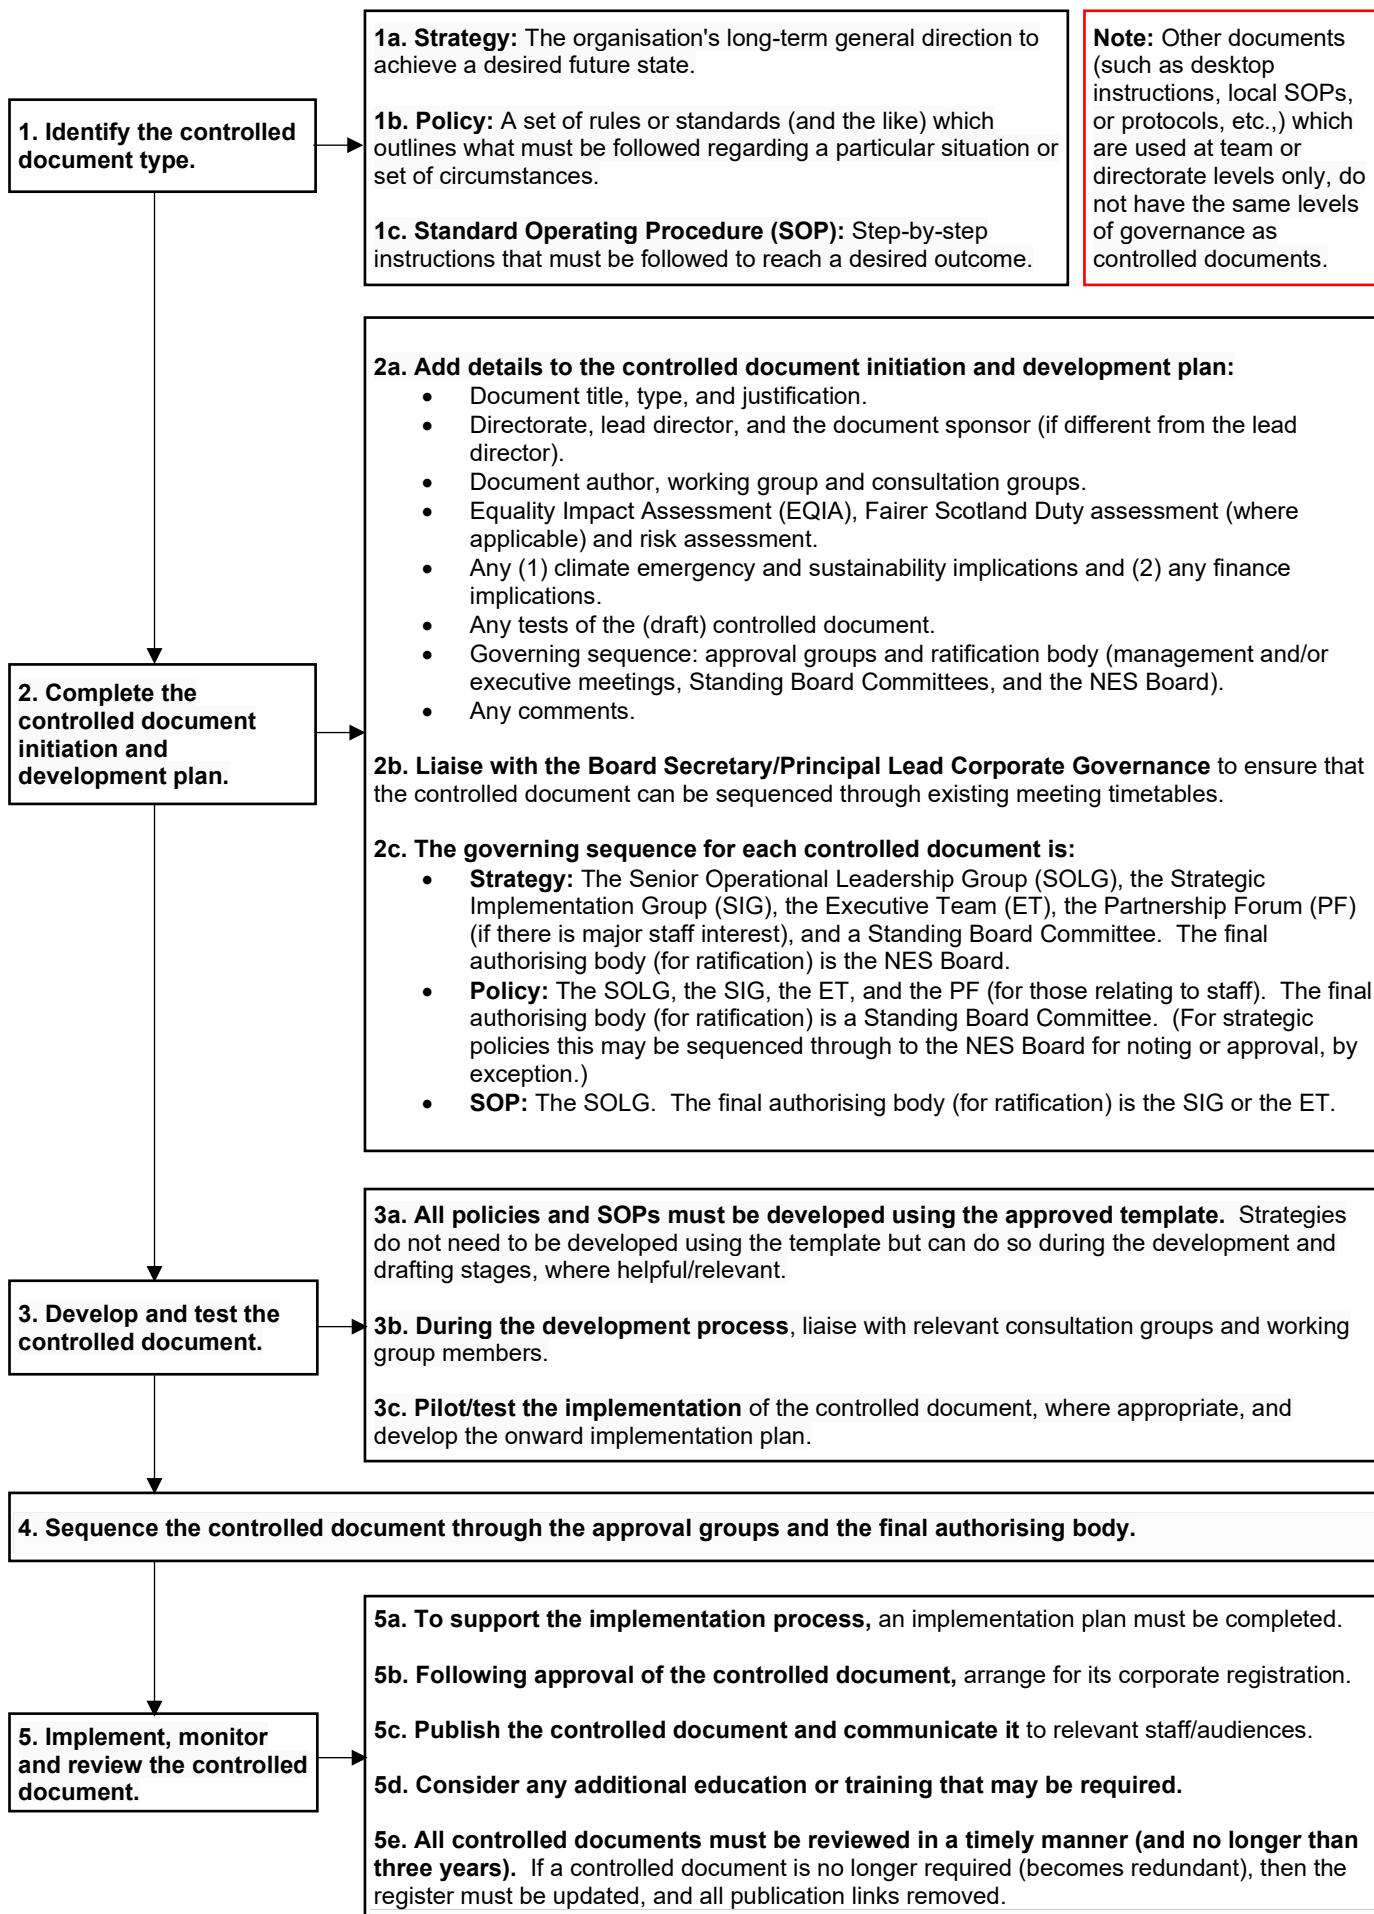 1. Identify the controlled
document type.
1a. Strategy: The organisation's long-term general direction to
achieve a desired future state.
1b. Policy: A set of rules or standards (and the like) which
outlines what must be followed regarding a particular situation or
set of circumstances.
1c. Standard Operating Procedure (SOP): Step-by-step
instructions that must be followed to reach a desired outcome.
Note: Other documents
(such as desktop
instructions, local SOPs,
or protocols, etc.,) which
are used at team or
directorate levels only, do
not have the same levels
of governance as
controlled documents.
2. Complete the
controlled document
initiation and
development plan.
2a. Add details to the controlled document initiation and development plan:
• Document title, type, and justification.
• Directorate, lead director, and the document sponsor (if different from the lead
director).
• Document author, working group and consultation groups.
• Equality Impact Assessment (EQIA), Fairer Scotland Duty assessment (where
applicable) and risk assessment.
• Any (1) climate emergency and sustainability implications and (2) any finance
implications.
• Any tests of the (draft) controlled document.
• Governing sequence: approval groups and ratification body (management and/or
executive meetings, Standing Board Committees, and the NES Board).
• Any comments.
2b. Liaise with the Board Secretary/Principal Lead Corporate Governance to ensure that
the controlled document can be sequenced through existing meeting timetables.
2c. The governing sequence for each controlled document is:
• Strategy: The Senior Operational Leadership Group (SOLG), the Strategic
Implementation Group (SIG), the Executive Team (ET), the Partnership Forum (PF)
(if there is major staff interest), and a Standing Board Committee. The final
authorising body (for ratification) is the NES Board.
• Policy: The SOLG, the SIG, the ET, and the PF (for those relating to staff). The final
authorising body (for ratification) is a Standing Board Committee. (For strategic
policies this may be sequenced through to the NES Board for noting or approval, by
exception.)
• SOP: The SOLG. The final authorising body (for ratification) is the SIG or the ET.
3. Develop and test the
controlled document.
3a. All policies and SOPs must be developed using the approved template. Strategies
do not need to be developed using the template but can do so during the development and
drafting stages, where helpful/relevant.
3b. During the development process, liaise with relevant consultation groups and working
group members.
3c. Pilot/test the implementation of the controlled document, where appropriate, and
develop the onward implementation plan.
4. Sequence the controlled document through the approval groups and the final authorising body.
5. Implement, monitor
and review the controlled
document.
5a. To support the implementation process, an implementation plan must be completed.
5b. Following approval of the controlled document, arrange for its corporate registration.
5c. Publish the controlled document and communicate it to relevant staff/audiences.
5d. Consider any additional education or training that may be required.
5e. All controlled documents must be reviewed in a timely manner (and no longer than
three years). If a controlled document is no longer required (becomes redundant), then the
register must be updated, and all publication links removed.